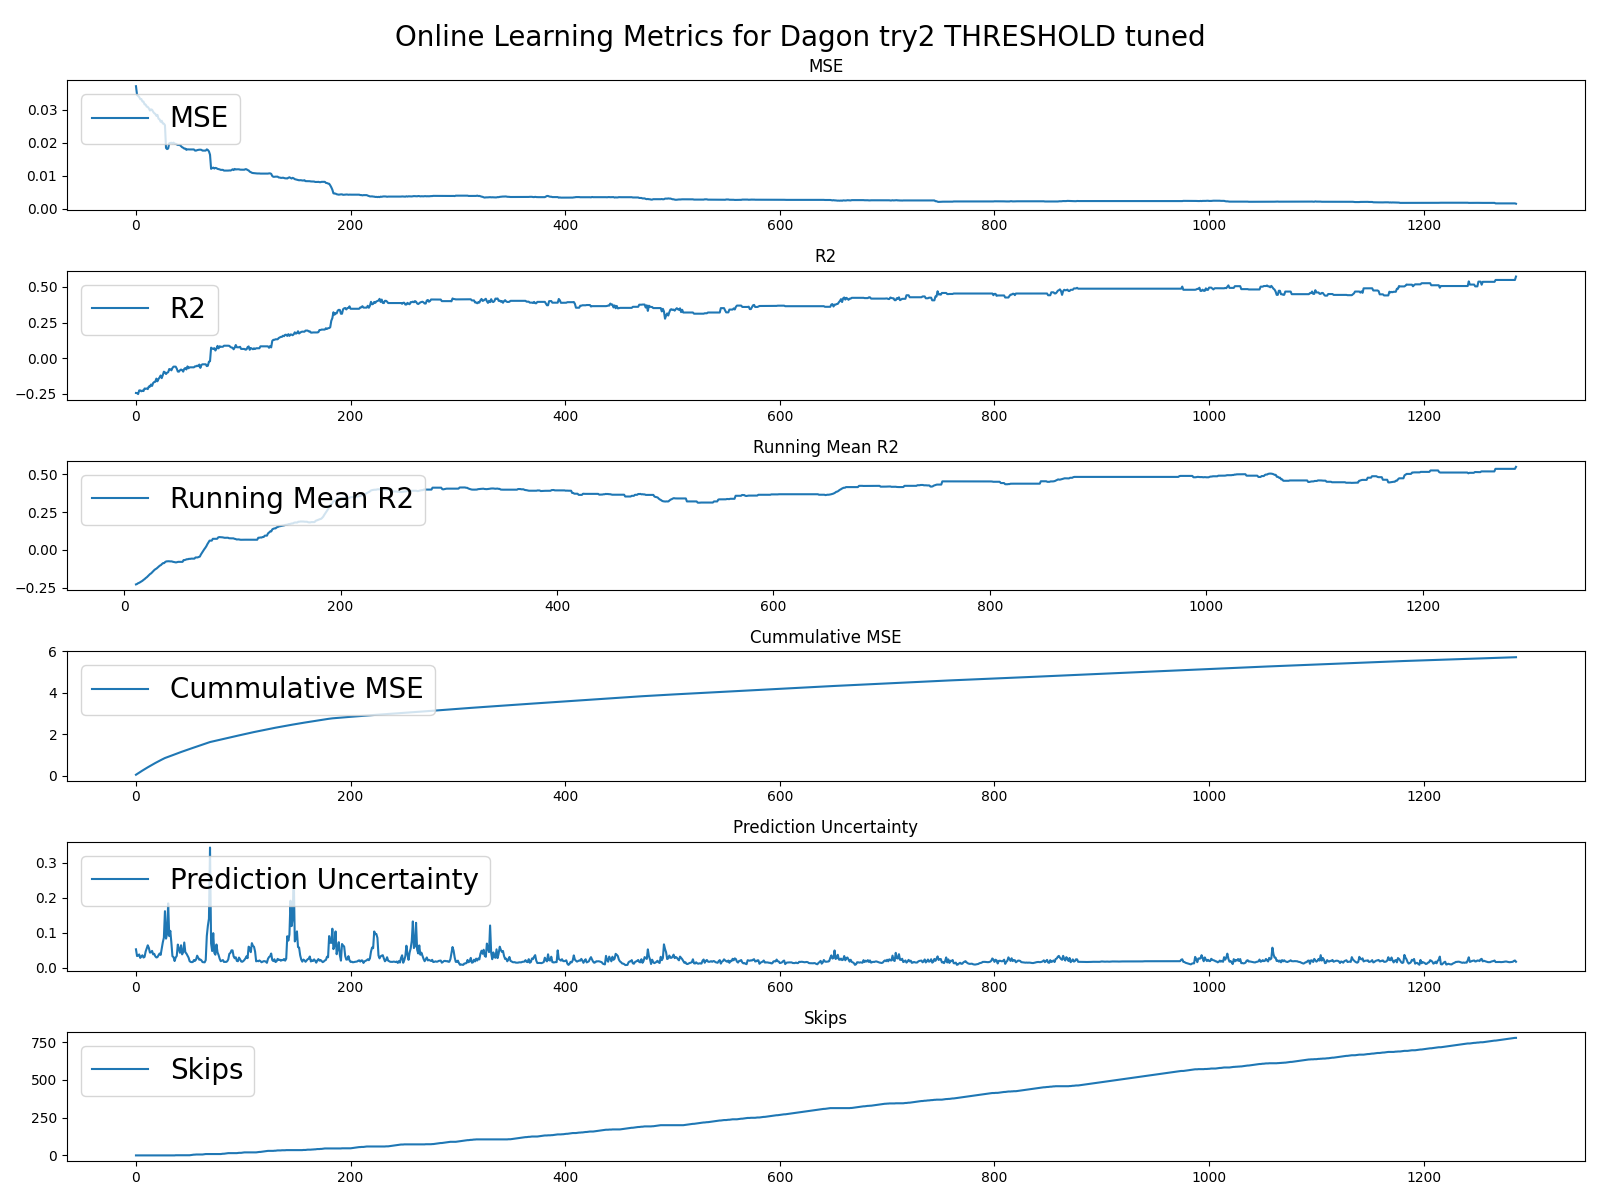 Online Learning Metrics for Dagon try2 THRESHOLD tuned
MSE
MSE
0.03
0.02
0.01
0.00
0 200 400 600 800 1000 1200
R2
R2
0.50
0.25
0.00
−0.25
0 200 400 600 800 1000 1200
Running Mean R2
Running Mean R2
0.50
0.25
0.00
−0.25
0 200 400 600 800 1000 1200
Cummulative MSE
Cummulative MSE
6
4
2
0
0 200 400 600 800 1000 1200
Prediction Uncertainty
Prediction Uncertainty
0.3
0.2
0.1
0.0
0 200 400 600 800 1000 1200
Skips
Skips
750
500
250
0
0 200 400 600 800 1000 1200